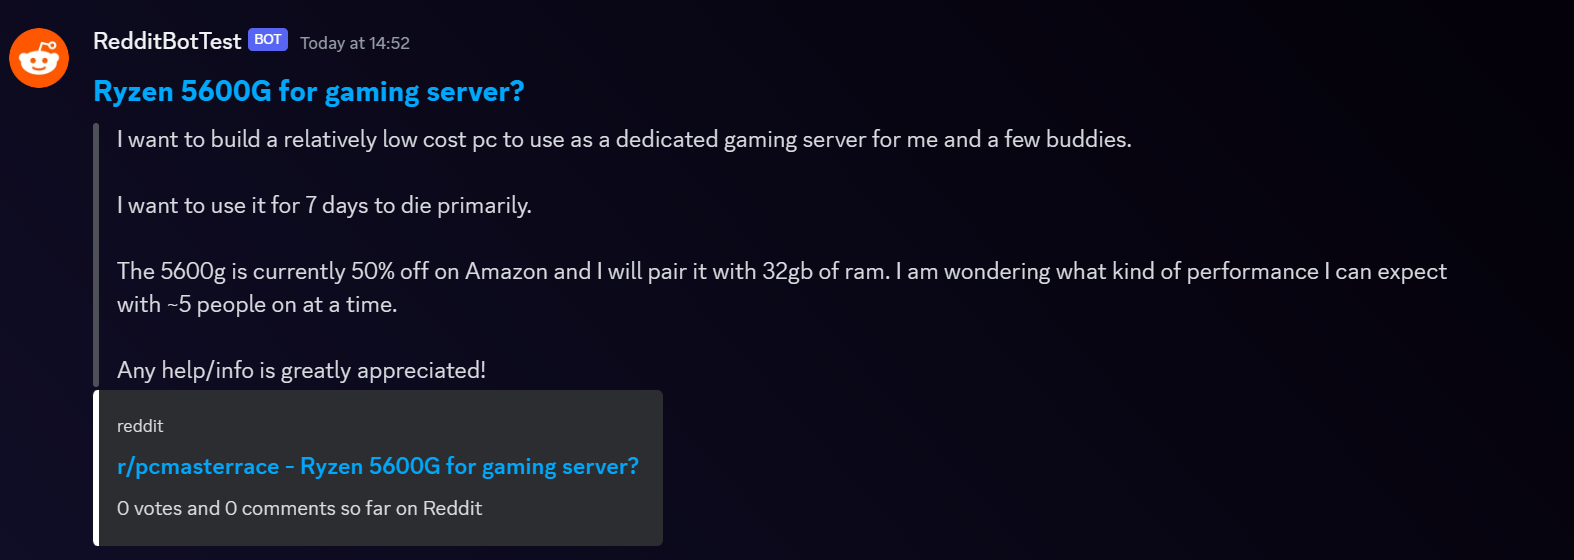 RedditBotTest BOT Today at 14:52
Ryzen 5600G for gaming server?
I want to build a relatively low cost pc to use as a dedicated gaming server for me and a few buddies.
I want to use it for 7 days to die primarily.
The 5600g is currently 50% off on Amazon and I will pair it with 32gb of ram. I am wondering what kind of performance I can expect
with ~5 people on at a time.
Any help/info is greatly appreciated!
reddit
r/pcmasterrace - Ryzen 5600G for gaming server?
0 votes and 0 comments so far on Reddit